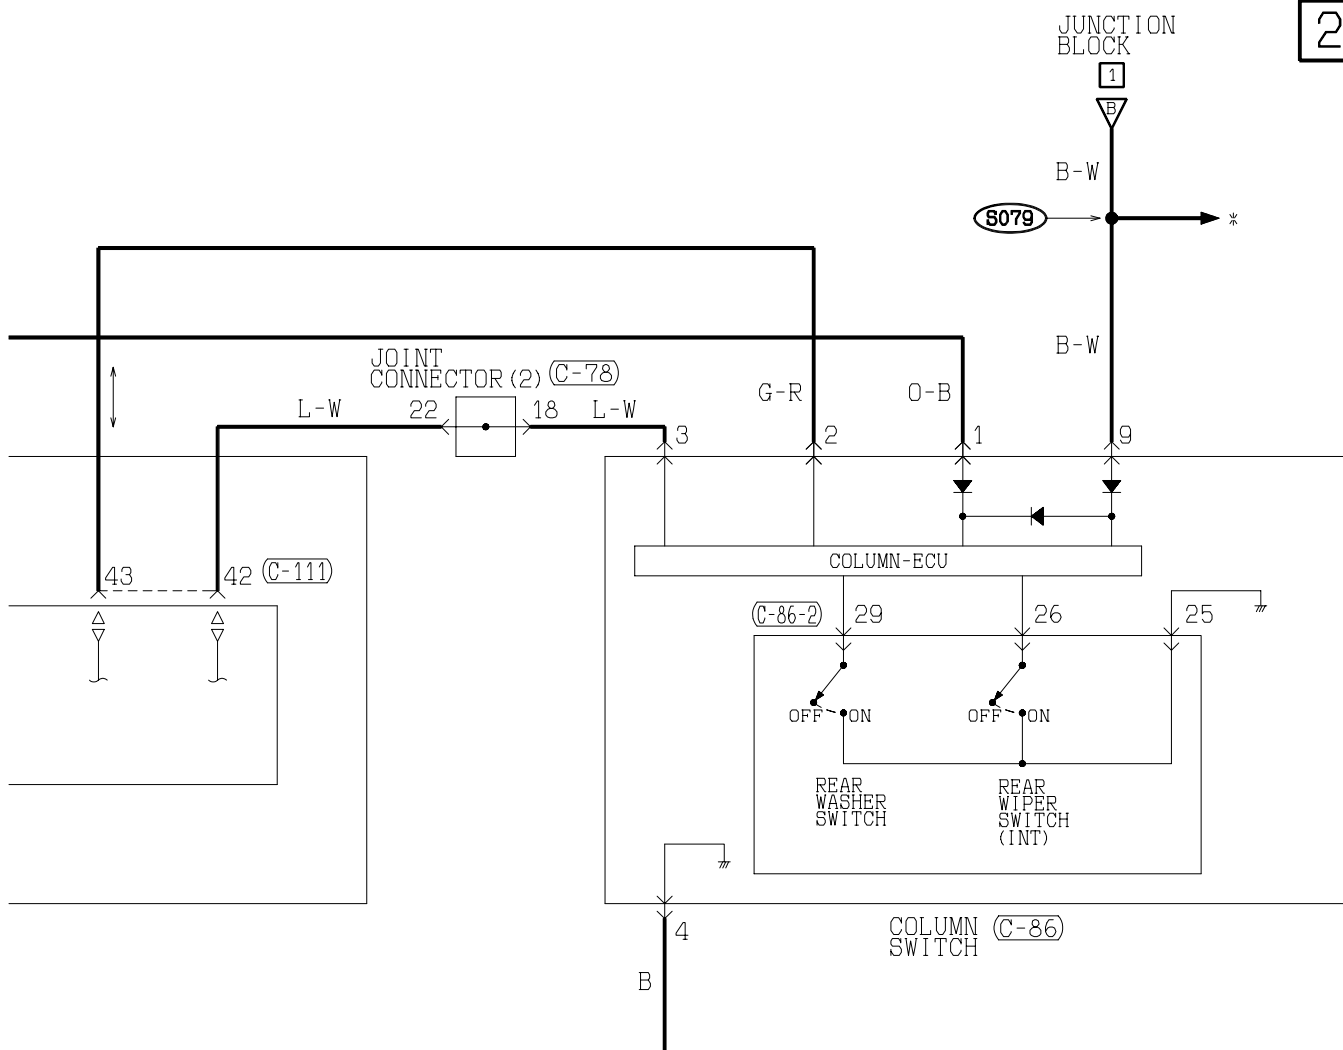 2
JUNCTION
BLOCK
1
B
B-W
S079
*
B-W
JOINT
CONNECTOR(2) C-78
G-R
O-B
L-W
22
18
L-W
3
2
1
9
43
42
C-111
COLUMN-ECU
C-86-2
29
26
25
OFF ON
OFF ON
REAR
WASHER
SWITCH
REAR
WIPER
SWITCH
(INT)
COLUMN
SWITCH
C-86
4
B